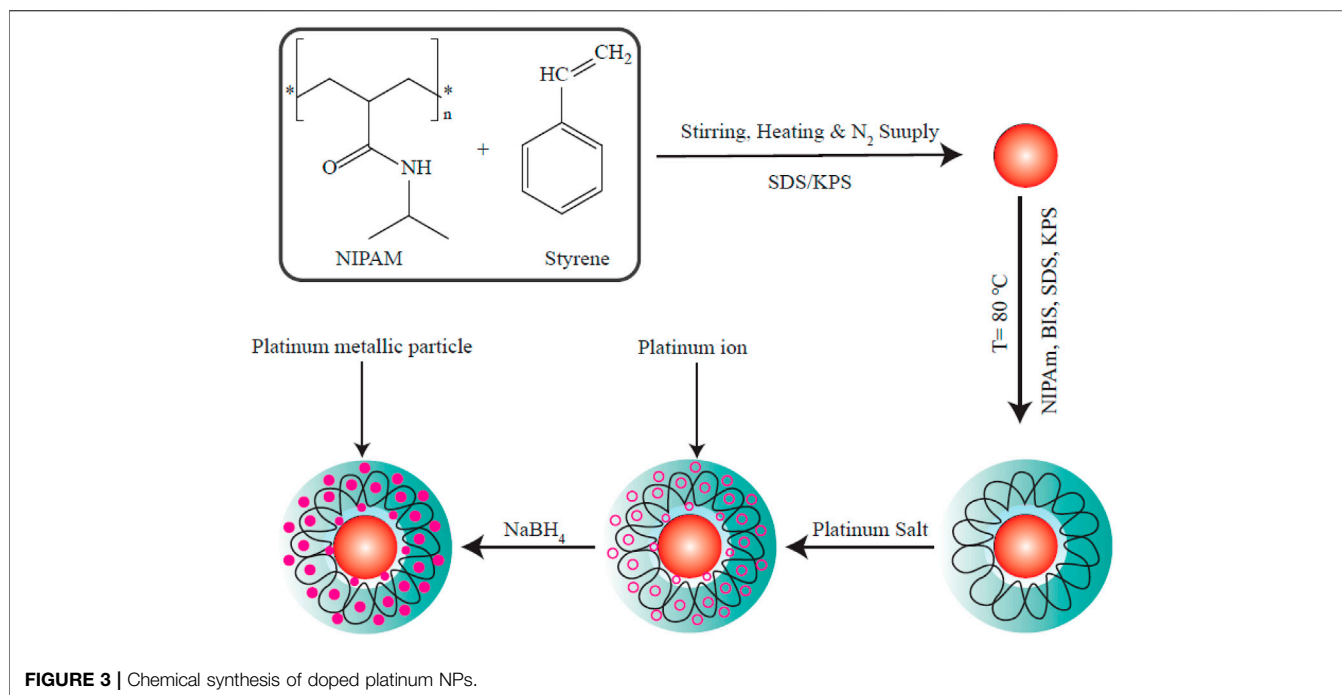 CH2
HC
*
*
n
O
NH
+
NIPAM
Styrene
Stirring, Heating & N2 Suuply
SDS/KPS
T= 80 °C
NIPAm, BIS, SDS, KPS
Platinum metallic particle
Platinum ion
NaBH4
Platinum Salt
FIGURE 3 | Chemical synthesis of doped platinum NPs.